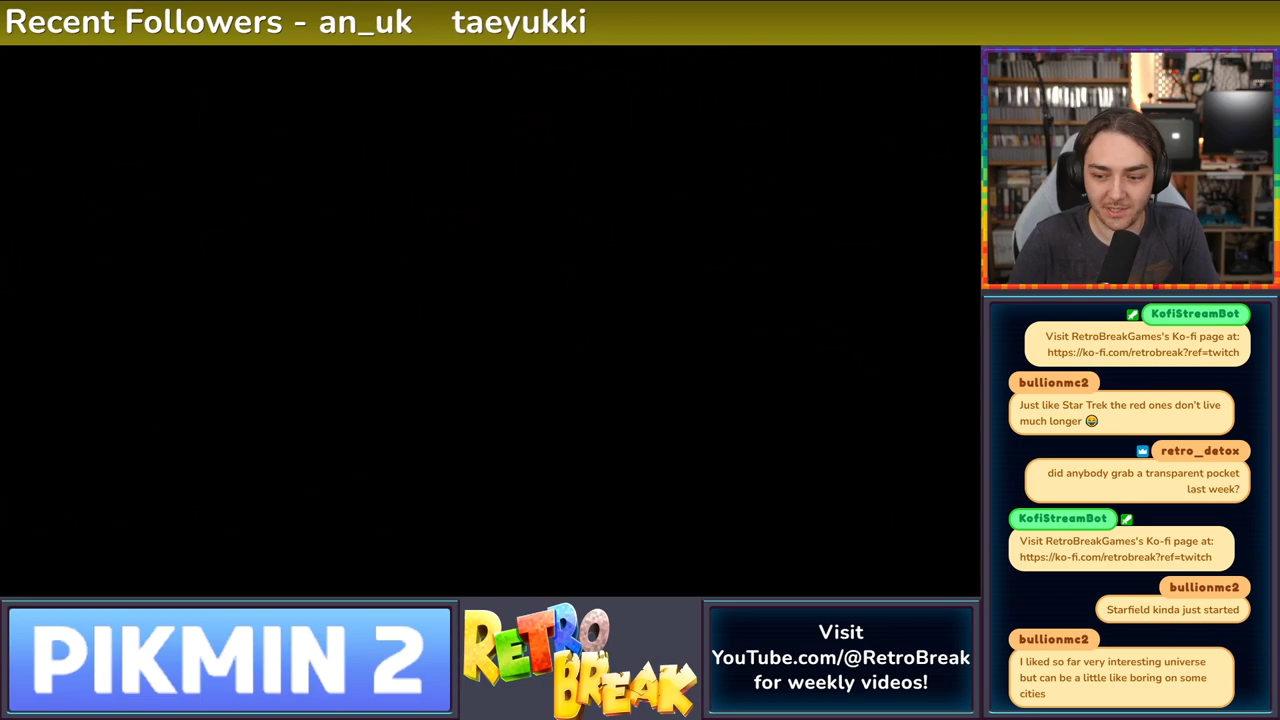 Recent Followers - an_uk taeyukki
KofiStreamBot
Visit RetroBreakGames's Ko-fi page at:
https://ko-fi.com/retrobreak?ref=twitch
bullionmc2
Just like Star Trek the red ones don't live
much longer 😂
retro_detox
did anybody grab a transparent pocket
last week?
KofiStreamBot
Visit RetroBreakGames's Ko-fi page at:
https://ko-fi.com/retrobreak?ref=twitch
bullionmc2
Starfield kinda just started
bullionmc2
I liked so far very interesting universe
but can be a little like boring on some
cities
PIKMIN 2
RETRO
BREAK
Visit
YouTube.com/@RetroBreak
for weekly videos!